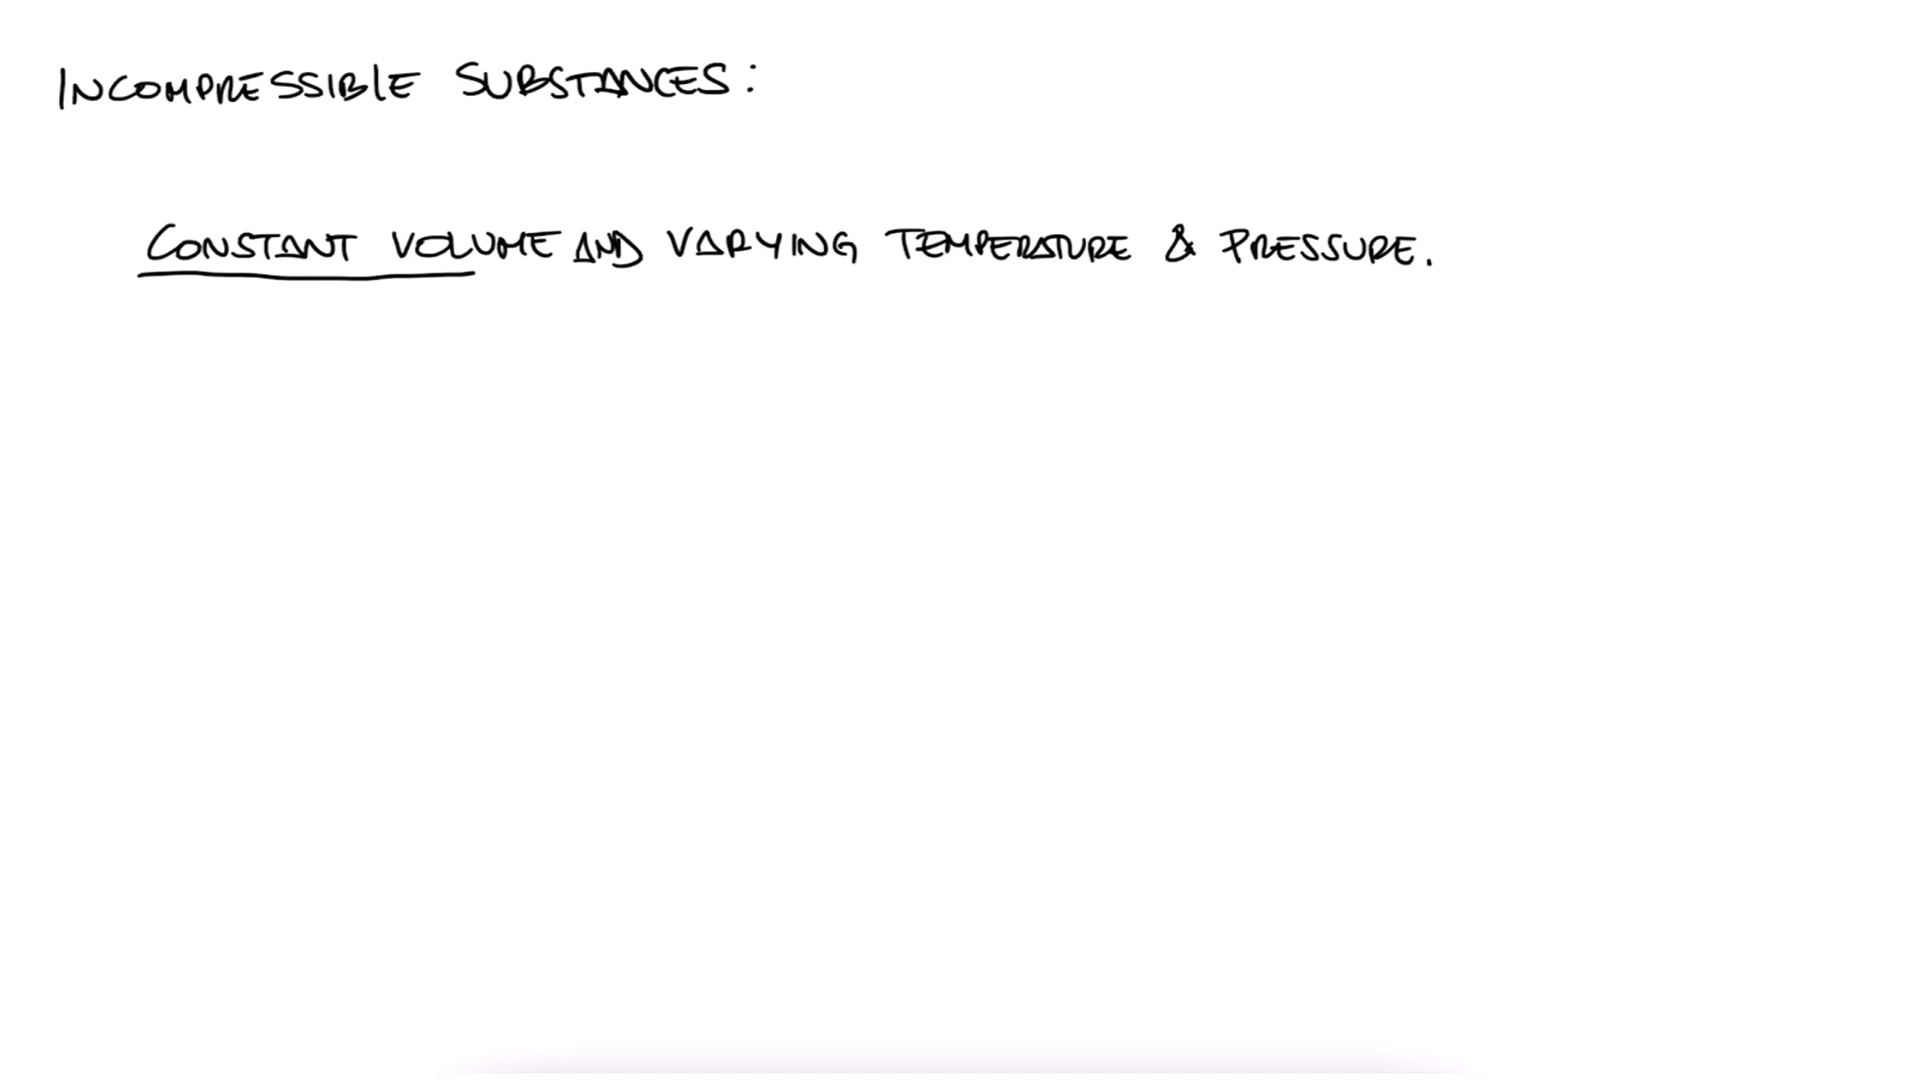 INCOMPRESSIBLE SUBSTANCES:
CONSTANT VOLUME AND VARYING TEMPERATURE & PRESSURE.